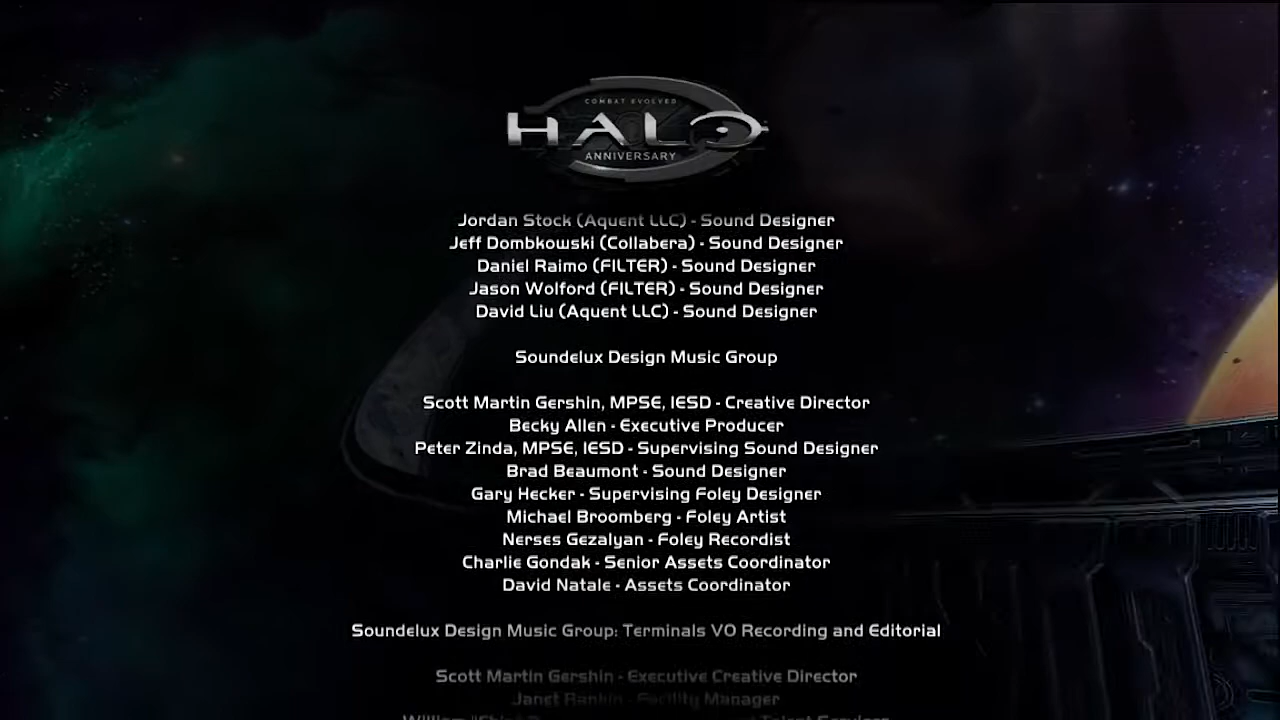 COMBAT EVOLVED
HALO
ANNIVERSARY
Jordan Stock (Aquent LLC) - Sound Designer
Jeff Dombkowski (Collabera) - Sound Designer
Daniel Raimo (FILTER) - Sound Designer
Jason Wolford (FILTER) - Sound Designer
David Liu (Aquent LLC) - Sound Designer
Soundelux Design Music Group
Scott Martin Gershin, MPSE, IESD - Creative Director
Becky Allen - Executive Producer
Peter Zinda, MPSE, IESD - Supervising Sound Designer
Brad Beaumont - Sound Designer
Gary Hecker - Supervising Foley Designer
Michael Broomberg - Foley Artist
Nerses Gezalyan - Foley Recordist
Charlie Gondak - Senior Assets Coordinator
David Natale - Assets Coordinator
Soundelux Design Music Group: Terminals VO Recording and Editorial
Scott Martin Gershin - Executive Creative Director
Janet Rankin - Facility Manager
Talent Services